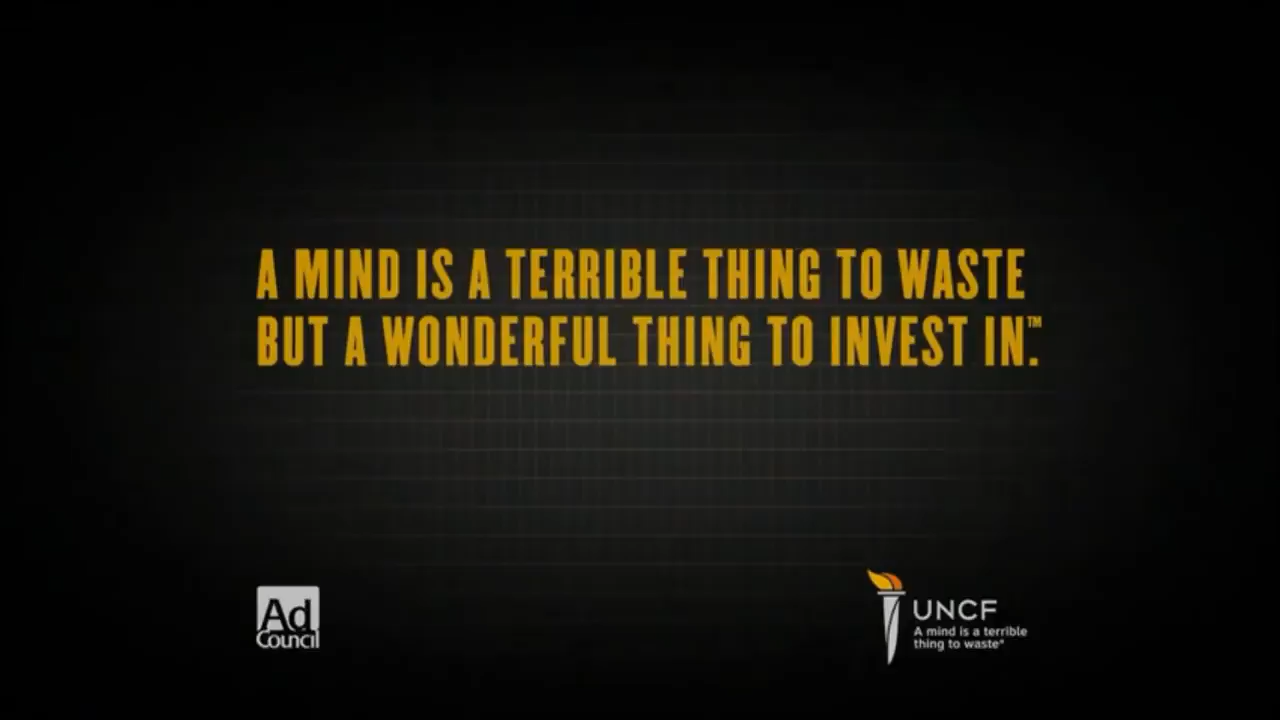 A MIND IS A TERRIBLE THING TO WASTE
BUT A WONDERFUL THING TO INVEST IN.™
Ad
Council
UNCF
A mind is a terrible
thing to waste®